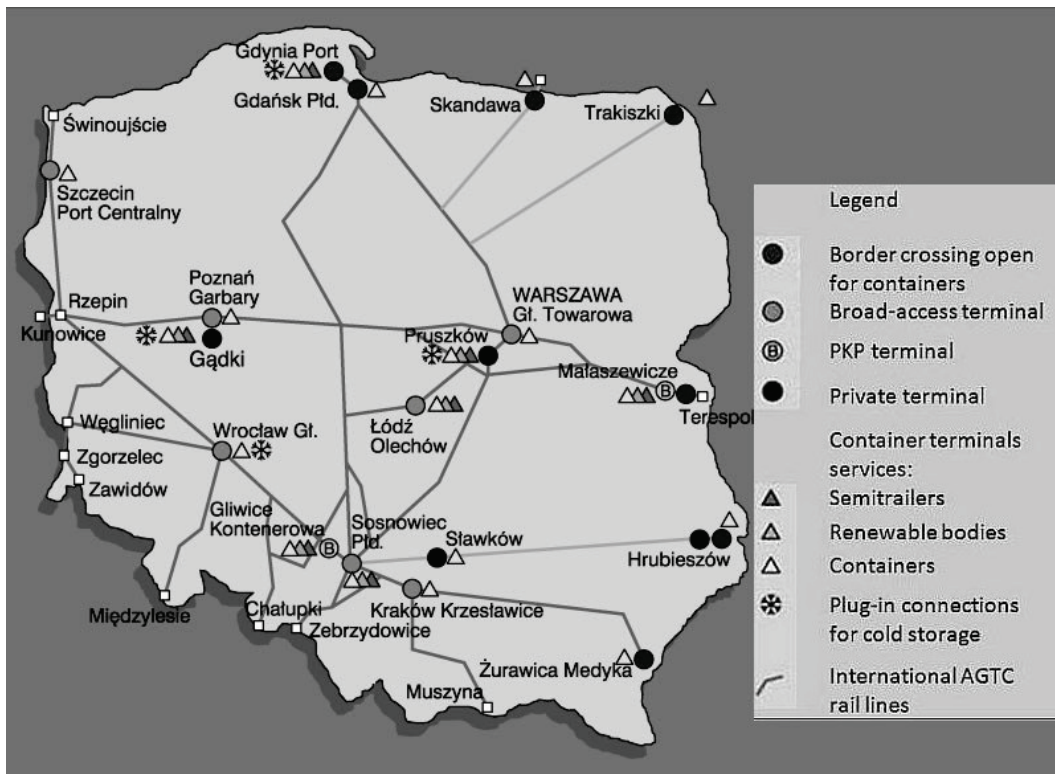 Gdynia Port
Gdańsk Płd.
Skandawa
Trakiszki
Świnoujście
Szczecin
Port Centralny
Legend
Border crossing open
for containers
Broad-access terminal
B
PKP terminal
Private terminal
Container terminals
services:
Semitrailers
Renewable bodies
Containers
Plug-in connections
for cold storage
International AGTC
rail lines
Rzepin
Kunowice
Poznań
Garbary
Gądki
WARSZAWA
Gł. Towarowa
Pruszków
Małaszewicze
B
Terespol
Łódź
Olechów
Węgliniec
Zgorzelec
Zawidów
Wrocław Gł.
Gliwice
Kontenerowa
B
Sosnowiec
Płd.
Sławków
Hrubieszów
Międzylesie
Chałupki
Zebrzydowice
Kraków Krzesławice
Żurawica Medyka
Muszyna